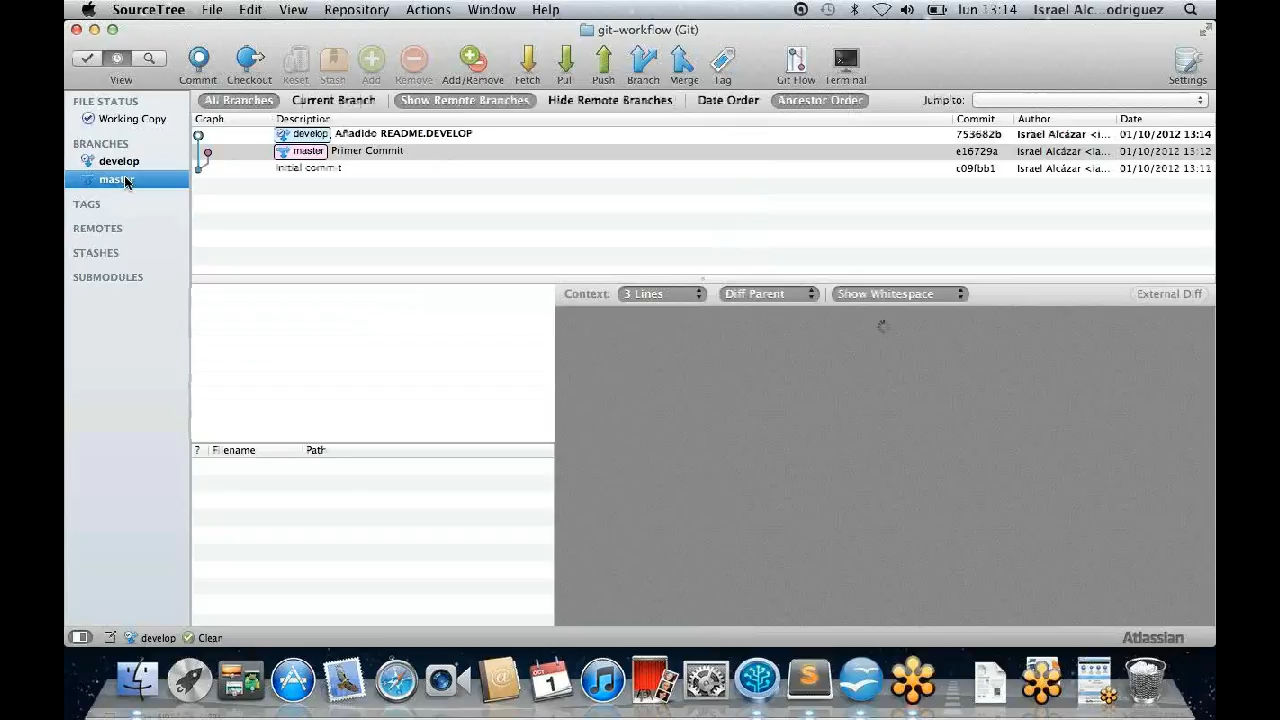 SourceTree File Edit View Repository Actions Window Help lun 13:14 Israel Alc...odriguez
git-workflow (Git)
View Commit Checkout Reset Stash Add Remove Add/Remove Fetch Pull Push Branch Merge Tag Git Flow Terminal Settings
FILE STATUS All Branches Current Branch Show Remote Branches Hide Remote Branches Date Order Ancestor Order Jump to:
Working Copy Graph Description Commit Author Date
develop Añadido README.DEVELOP 753682b Israel Alcázar <i... 01/10/2012 13:14
BRANCHES
master Primer Commit e16729a Israel Alcázar <ia... 01/10/2012 13:12
develop
Initial commit c09fbb1 Israel Alcázar <ia... 01/10/2012 13:11
master
TAGS
REMOTES
STASHES
SUBMODULES
Context: 3 Lines Diff Parent Show Whitespace External Diff
? Filename Path
develop Clean Atlassian
OCT
1